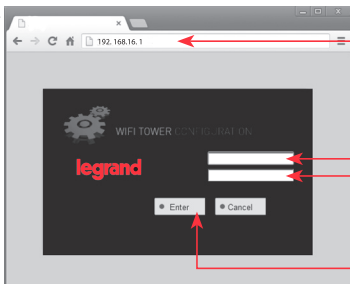 192. 168.16. 1
WIFI TOWER CONFIGURATION
legrand
Enter
Cancel